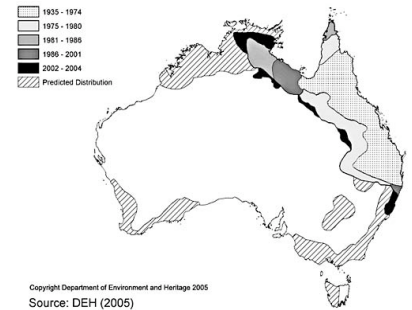 1935 - 1974
1975 - 1980
1981 - 1986
1986 - 2001
2002 - 2004
Predicted Distribution
Copyright Department of Environment and Heritage 2005
Source: DEH (2005)